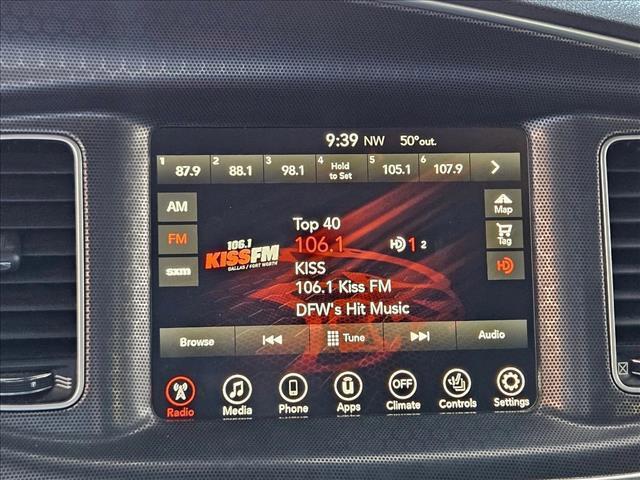 9:39 NW 50°out.
1 87.9 2 88.1 3 98.1 4 Hold to Set 5 105.1 6 107.9
AM
FM
sxm
106.1
KISSFM
DALLAS / FORT WORTH
Top 40
106.1 HD 1 2
KISS
106.1 Kiss FM
DFW's Hit Music
Map
Tag
HD
Browse Tune Audio
Radio Media Phone Apps OFF Climate Controls Settings